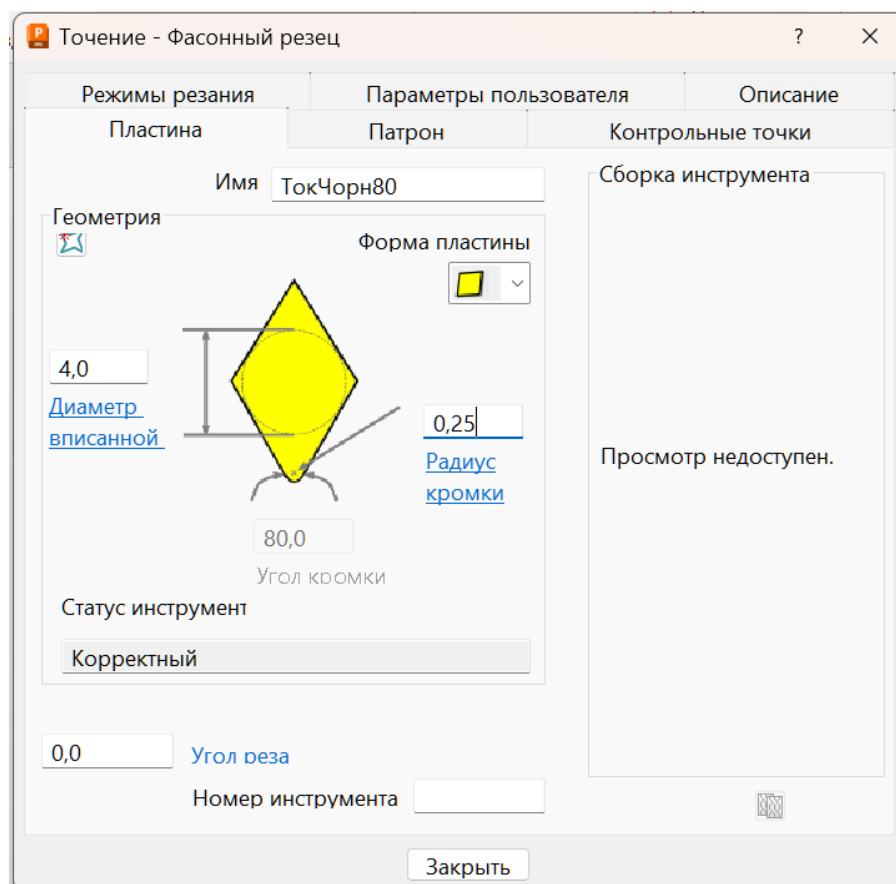 Точение - Фасонный резец
?
Режимы резания
Параметры пользователя
Описание
Пластина
Патрон
Контрольные точки
Имя
ТокЧорн80
Сборка инструмента
Геометрия
Форма пластины
4,0
Диаметр
вписанной
0,25
Радиус
кромки
Просмотр недоступен.
80,0
Угол кромки
Статус инструмент
Корректный
0,0
Угол реза
Номер инструмента
Закрыть